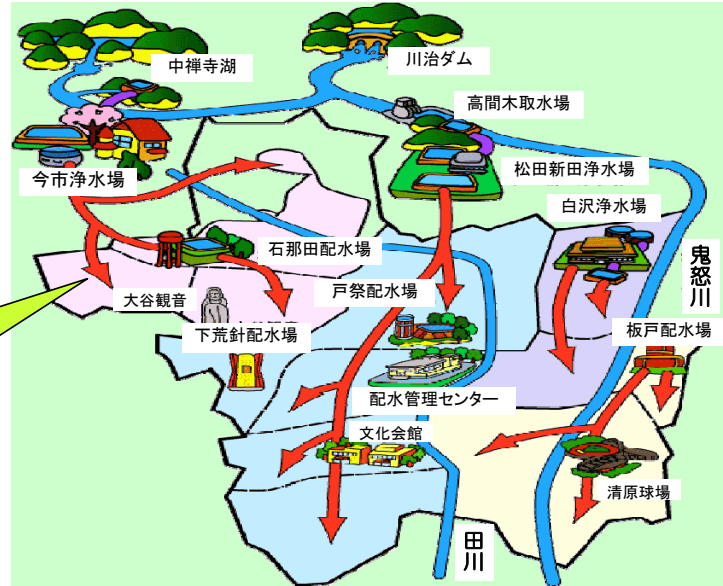 中禅寺湖
川治ダム
高間木取水場
今市浄水場
松田新田浄水場
白沢浄水場
石那田配水場
鬼怒川
大谷観音
戸祭配水場
下荒針配水場
板戸配水場
配水管理センター
文化会館
清原球場
田川